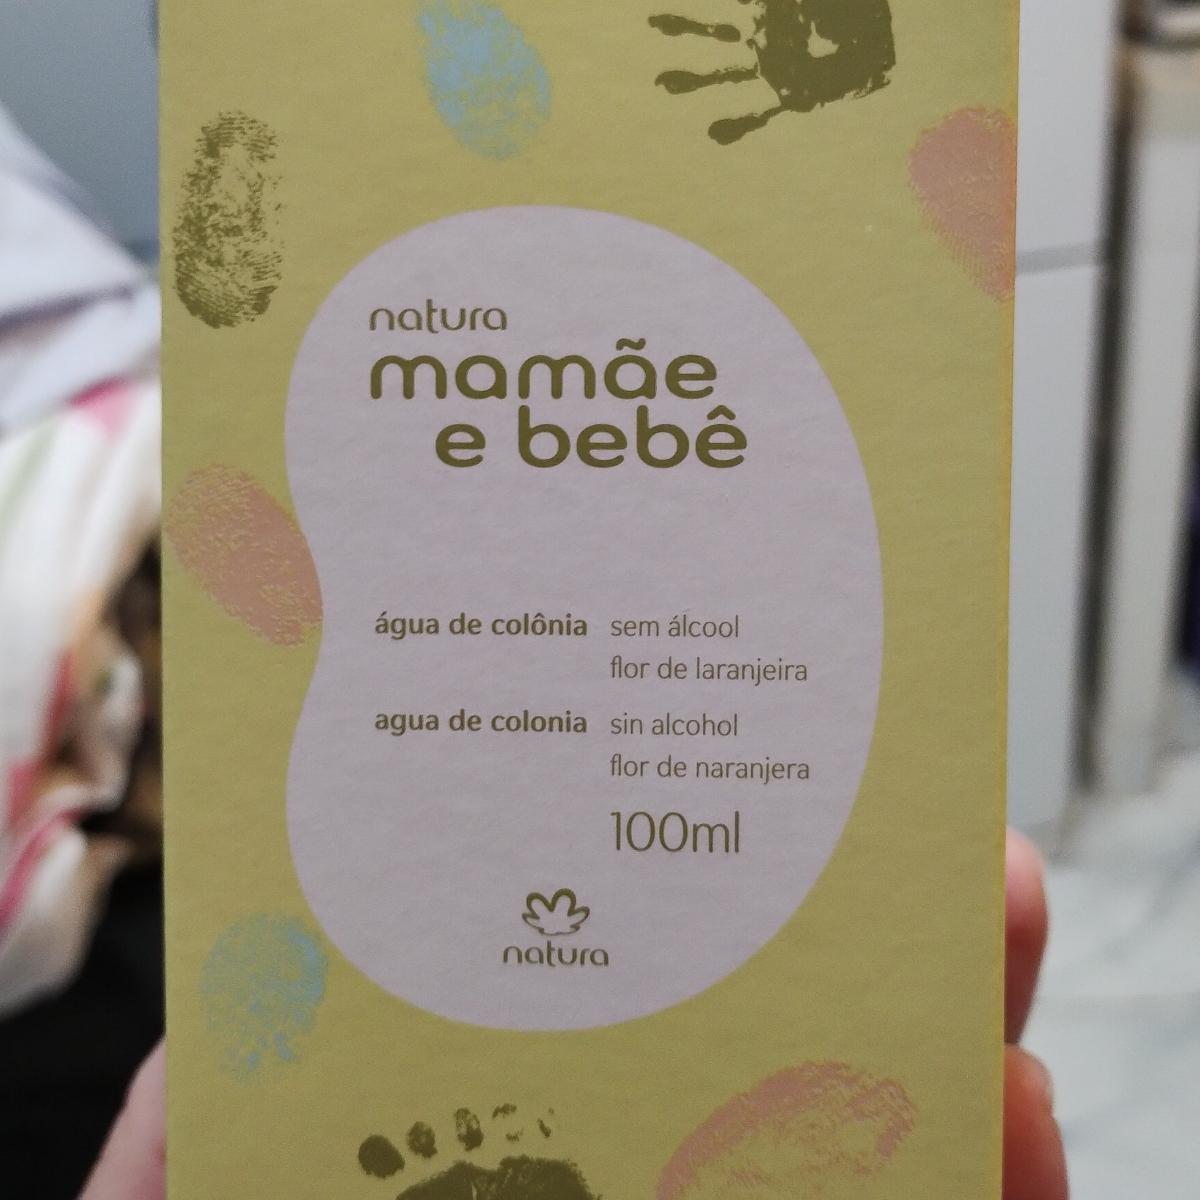 natura
mamãe
e bebê
água de colônia sem álcool
flor de laranjeira
agua de colonia sin alcohol
flor de naranjera
100ml
natura